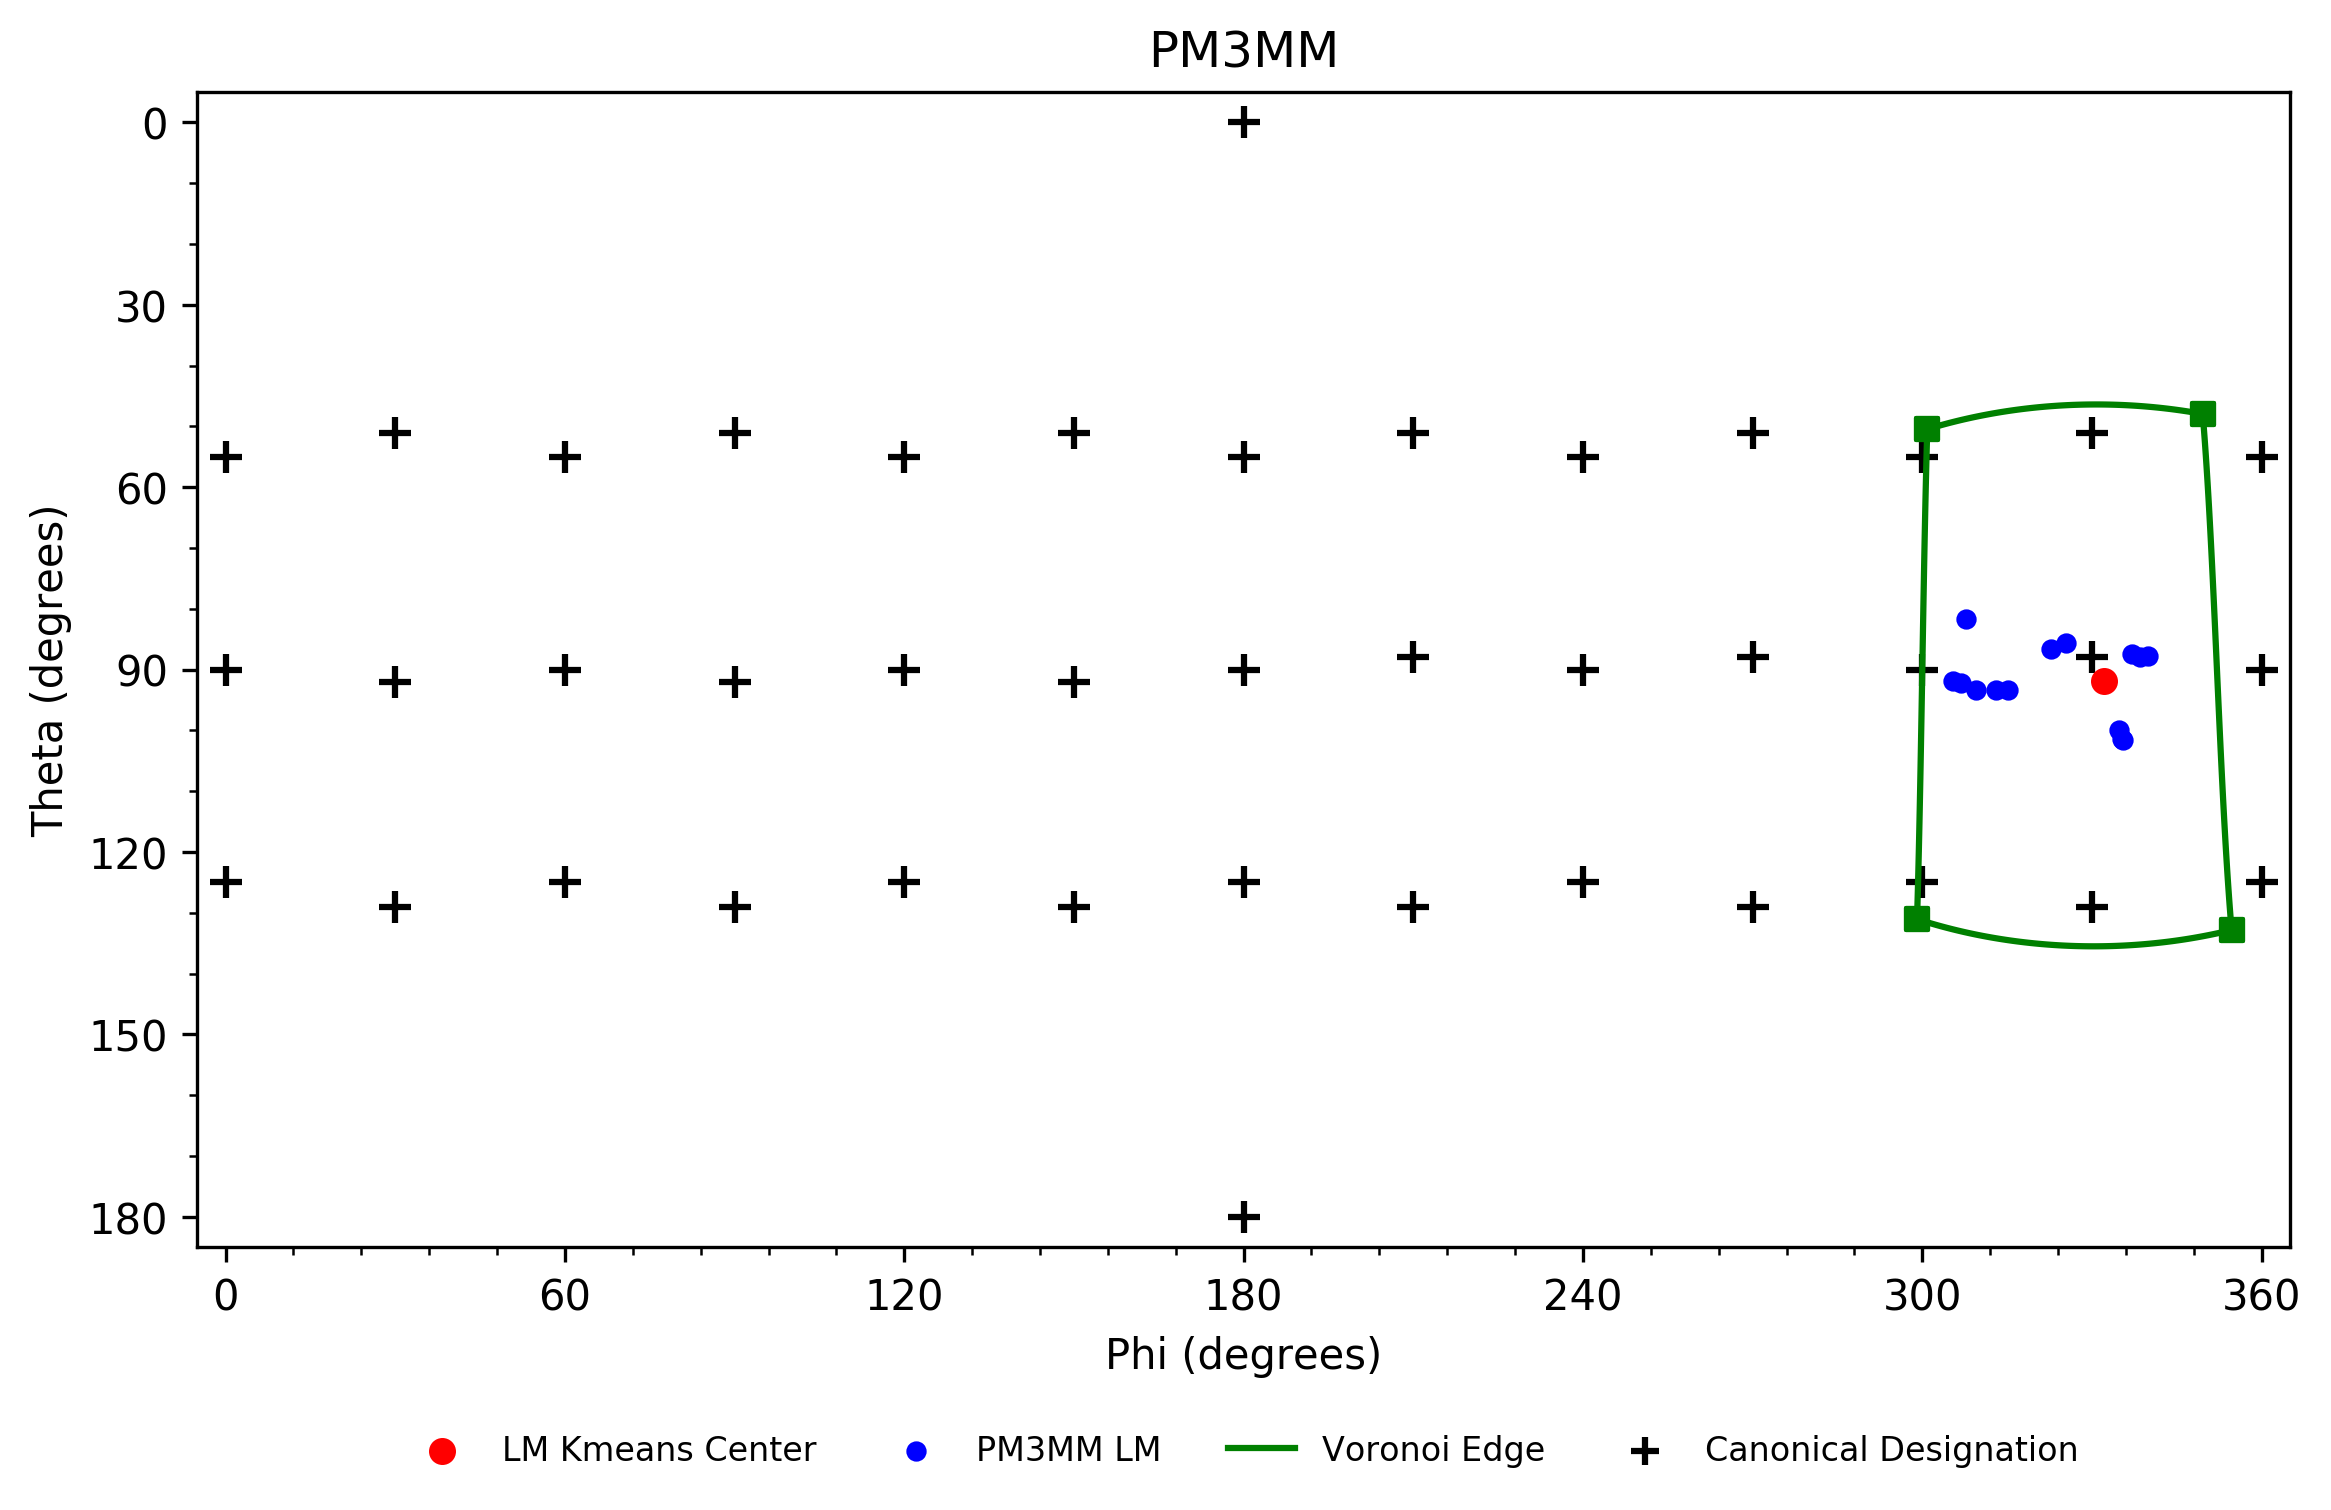 PM3MM
0
30
60
90
120
150
180
Theta (degrees)
0 60 120 180 240 300 360
Phi (degrees)
LM Kmeans Center PM3MM LM Voronoi Edge Canonical Designation